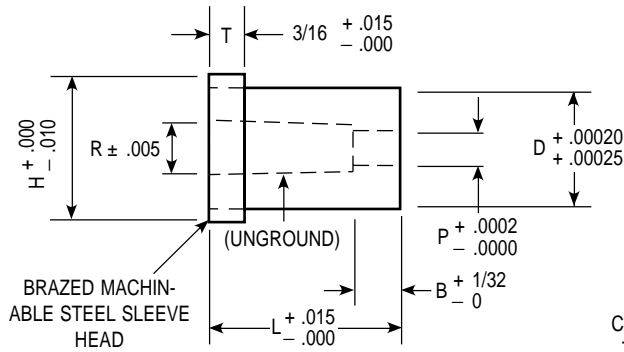 T 3/16 + .015
− .000
H + .000
− .010
R ± .005
D + .00020
+ .00025
(UNGROUND)
P + .0002
− .0000
BRAZED MACHIN-
ABLE STEEL SLEEVE
HEAD
B + 1/32
− 0
L + .015
− .000
C